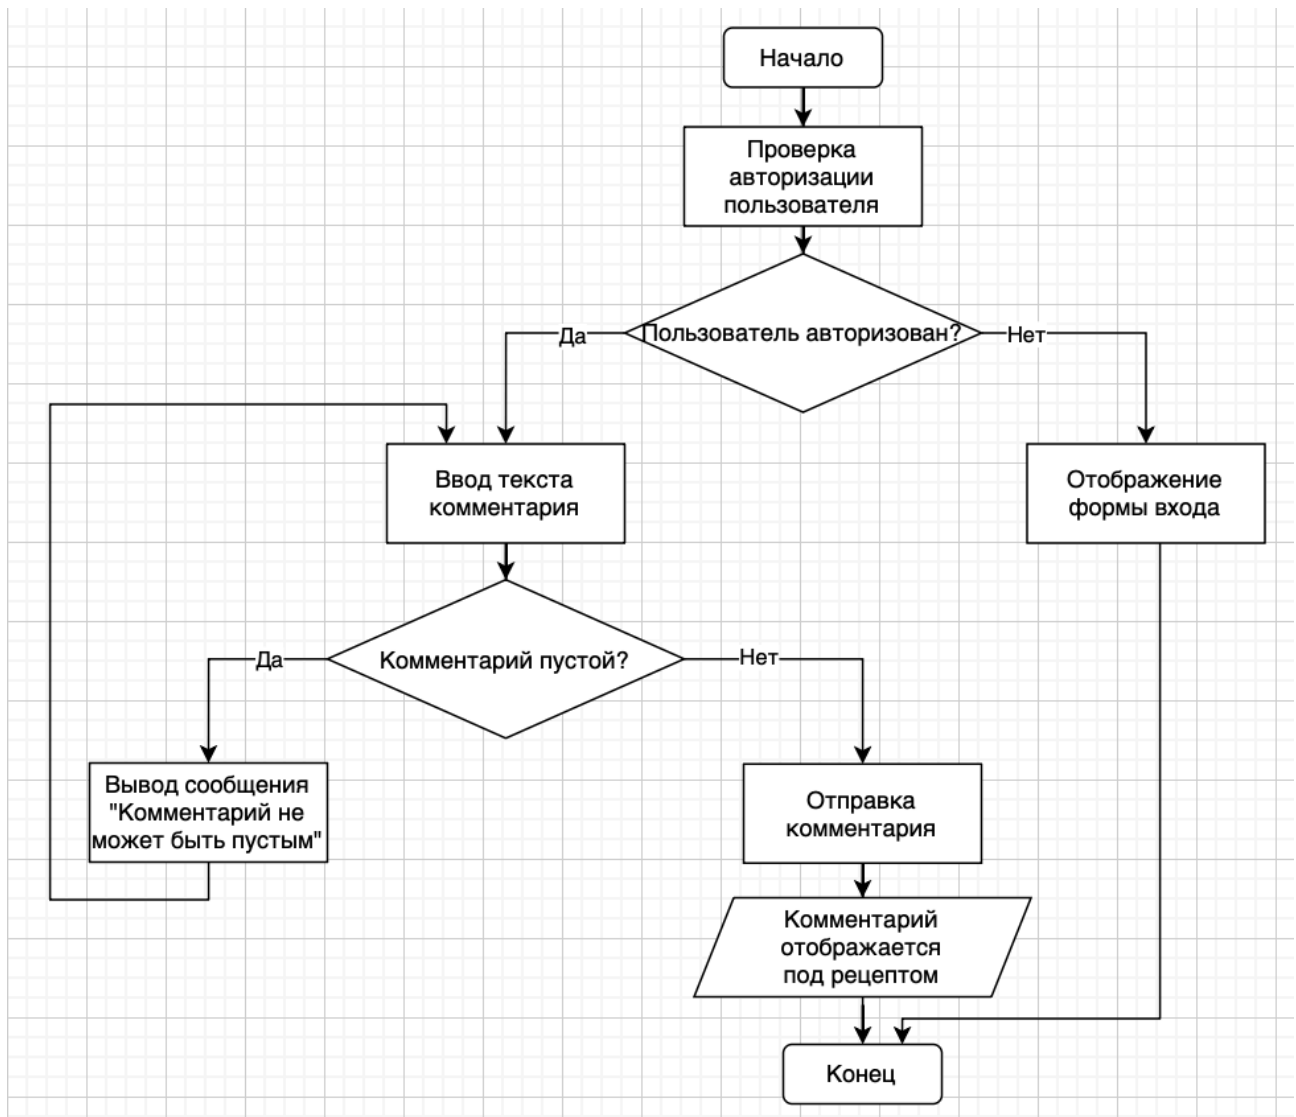 Начало
Проверка
авторизации
пользователя
Пользователь авторизован?
Да
Нет
Ввод текста
комментария
Отображение
формы входа
Комментарий пустой?
Да
Нет
Вывод сообщения
"Комментарий не
может быть пустым"
Отправка
комментария
Комментарий
отображается
под рецептом
Конец